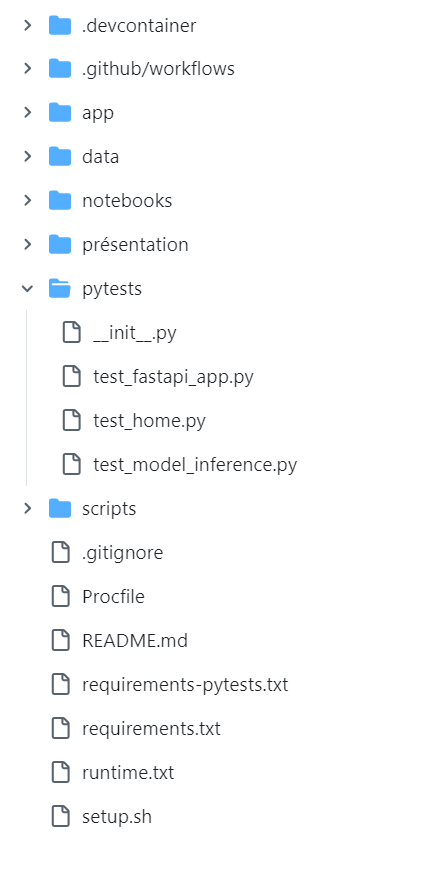 .devcontainer
.github/workflows
app
data
notebooks
présentation
pytests
__init__.py
test_fastapi_app.py
test_home.py
test_model_inference.py
scripts
.gitignore
Procfile
README.md
requirements-pytests.txt
requirements.txt
runtime.txt
setup.sh